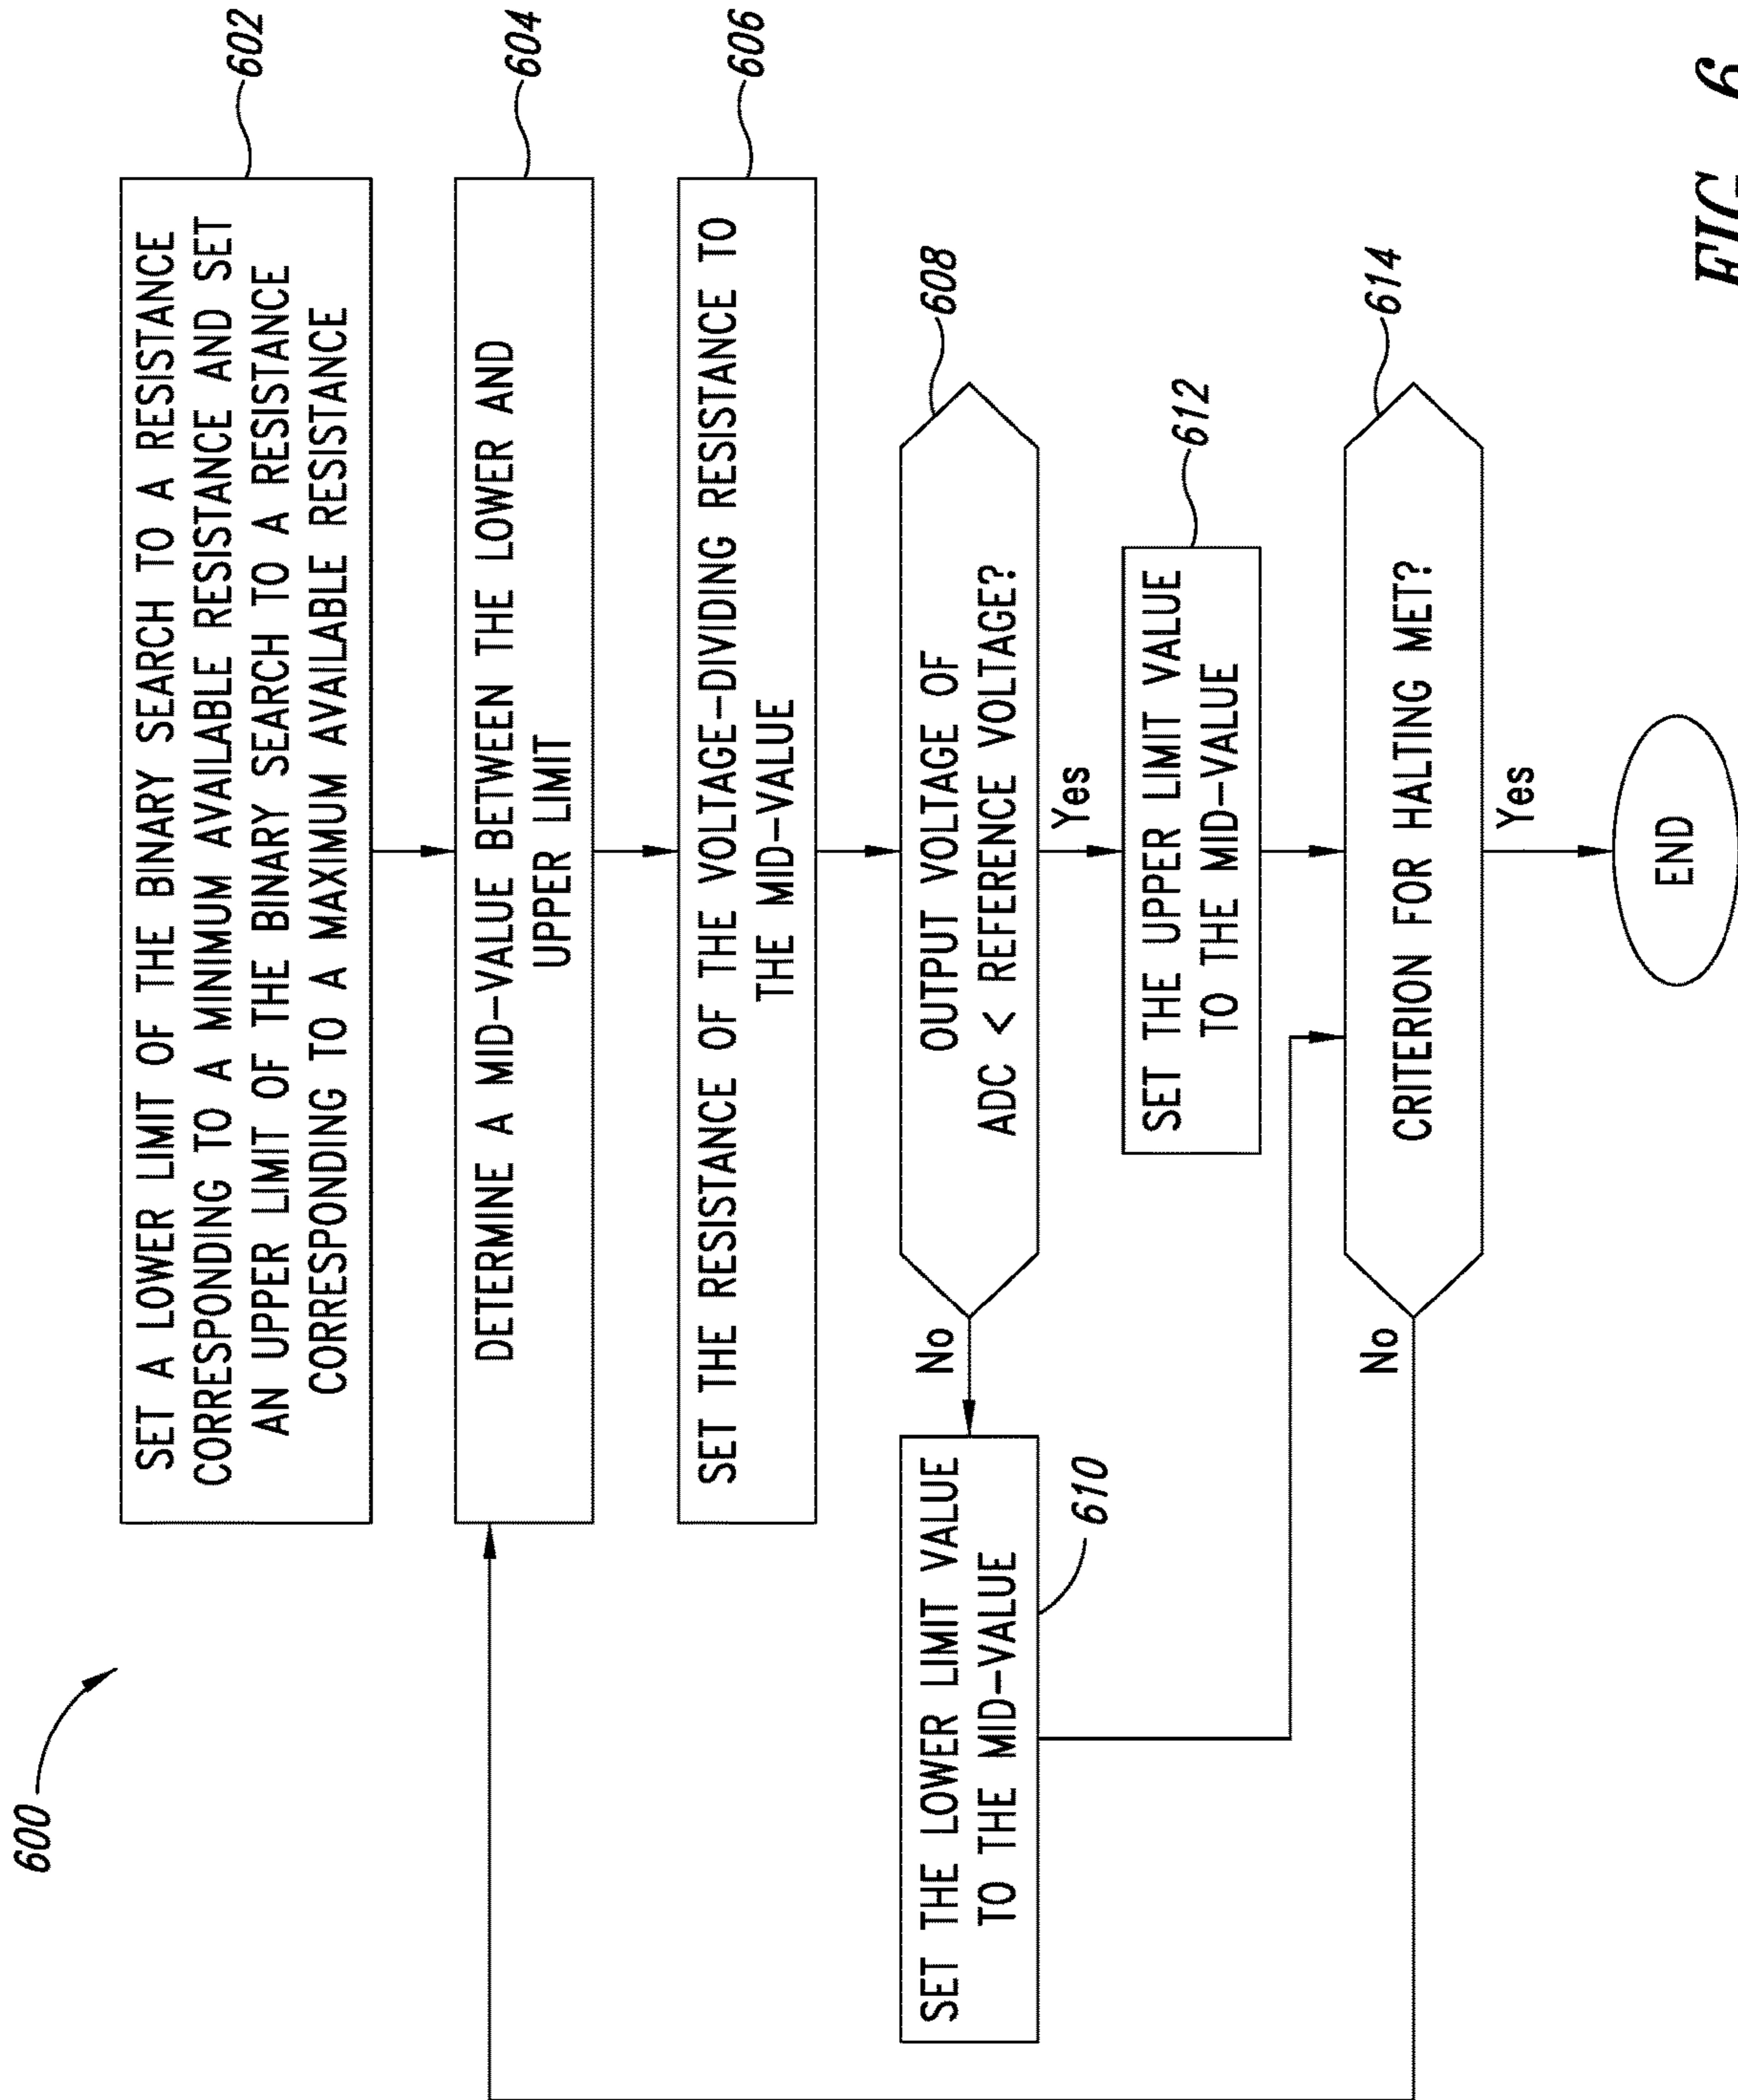 600
SET A LOWER LIMIT OF THE BINARY SEARCH TO A RESISTANCE
CORRESPONDING TO A MINIMUM AVAILABLE RESISTANCE AND SET
AN UPPER LIMIT OF THE BINARY SEARCH TO A RESISTANCE
CORRESPONDING TO A MAXIMUM AVAILABLE RESISTANCE
602
DETERMINE A MID-VALUE BETWEEN THE LOWER AND
UPPER LIMIT
604
SET THE RESISTANCE OF THE VOLTAGE-DIVIDING RESISTANCE TO
THE MID-VALUE
606
OUTPUT VOLTAGE OF
ADC < REFERENCE VOLTAGE?
608
No
Yes
SET THE LOWER LIMIT VALUE
TO THE MID-VALUE
610
SET THE UPPER LIMIT VALUE
TO THE MID-VALUE
612
CRITERION FOR HALTING MET?
614
No
Yes
END
FIG. 6